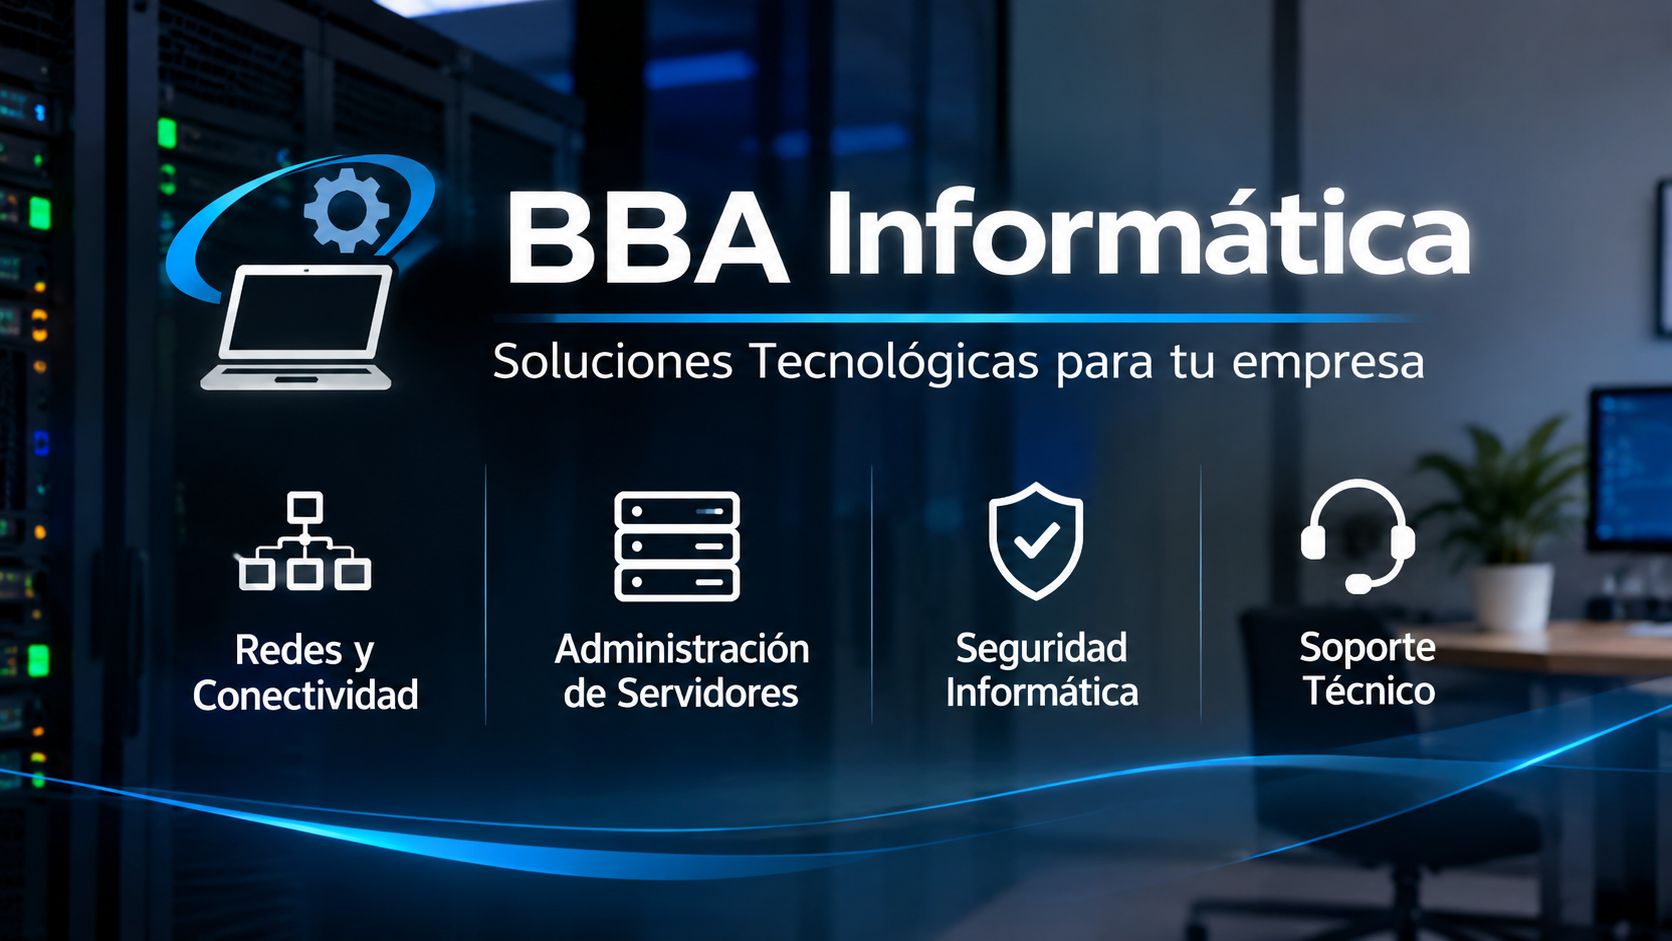 BBA Informática
Soluciones Tecnológicas para tu empresa
Redes y
Conectividad
Administración
de Servidores
Seguridad
Informática
Soporte
Técnico